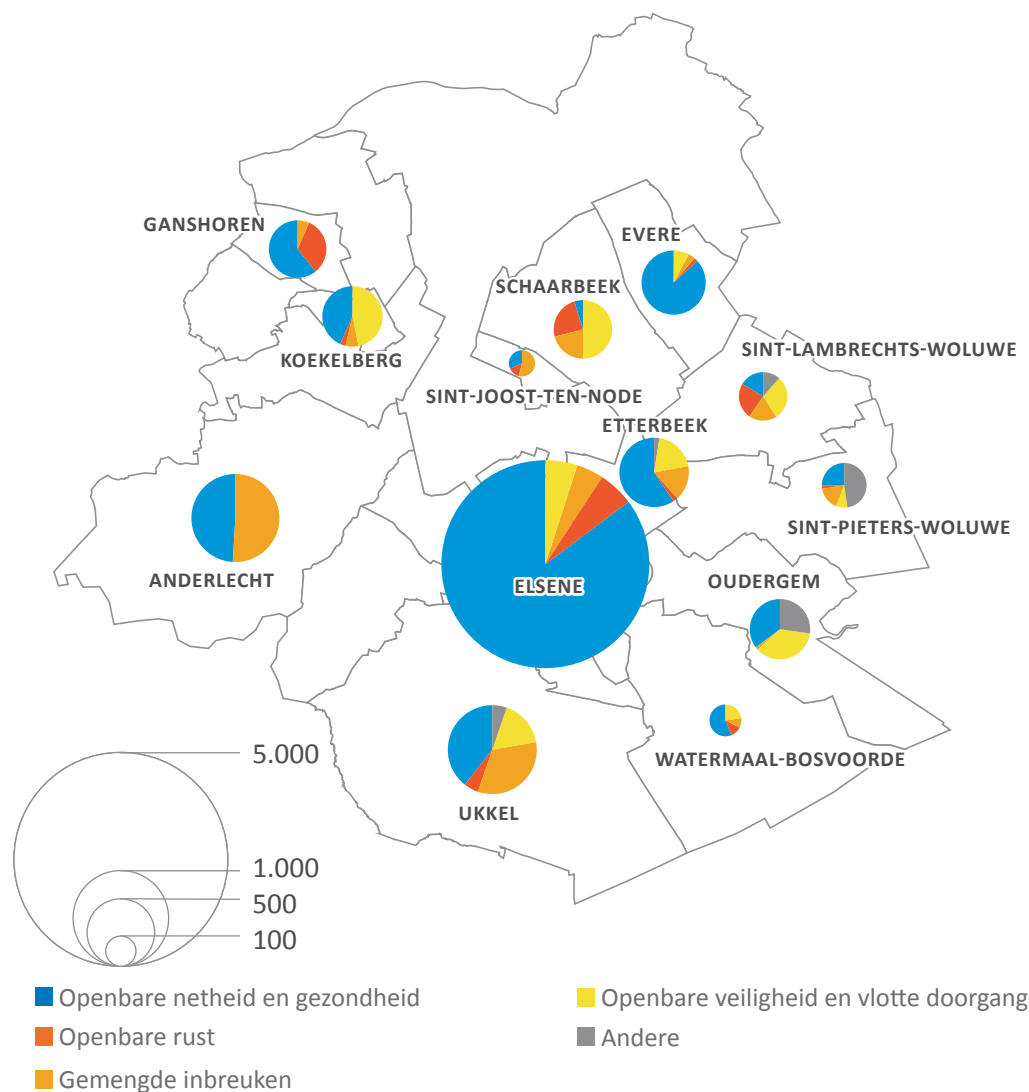 GANSHOREN
EVERE
SCHAARBEEK
SINT-LAMBRECHTS-WOLUWE
KOEKELBERG
SINT-JOOST-TEN-NODE
ETTERBEEK
SINT-PIETERS-WOLUWE
OUDERGEM
ANDERLECHT
ELSENE
WATERMAAL-BOSVOORDE
UKKEL
5.000
1.000
500
100
Openbare netheid en gezondheid
Openbare veiligheid en vlotte doorgang
Openbare rust
Andere
Gemengde inbreuken